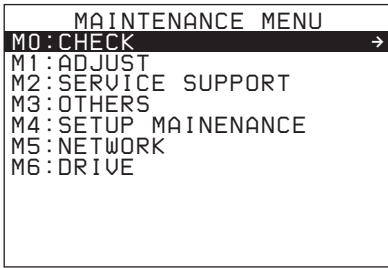 MAINTENANCE MENU
M0:CHECK →
M1:ADJUST
M2:SERVICE SUPPORT
M3:OTHERS
M4:SETUP MAINENANCE
M5:NETWORK
M6:DRIVE